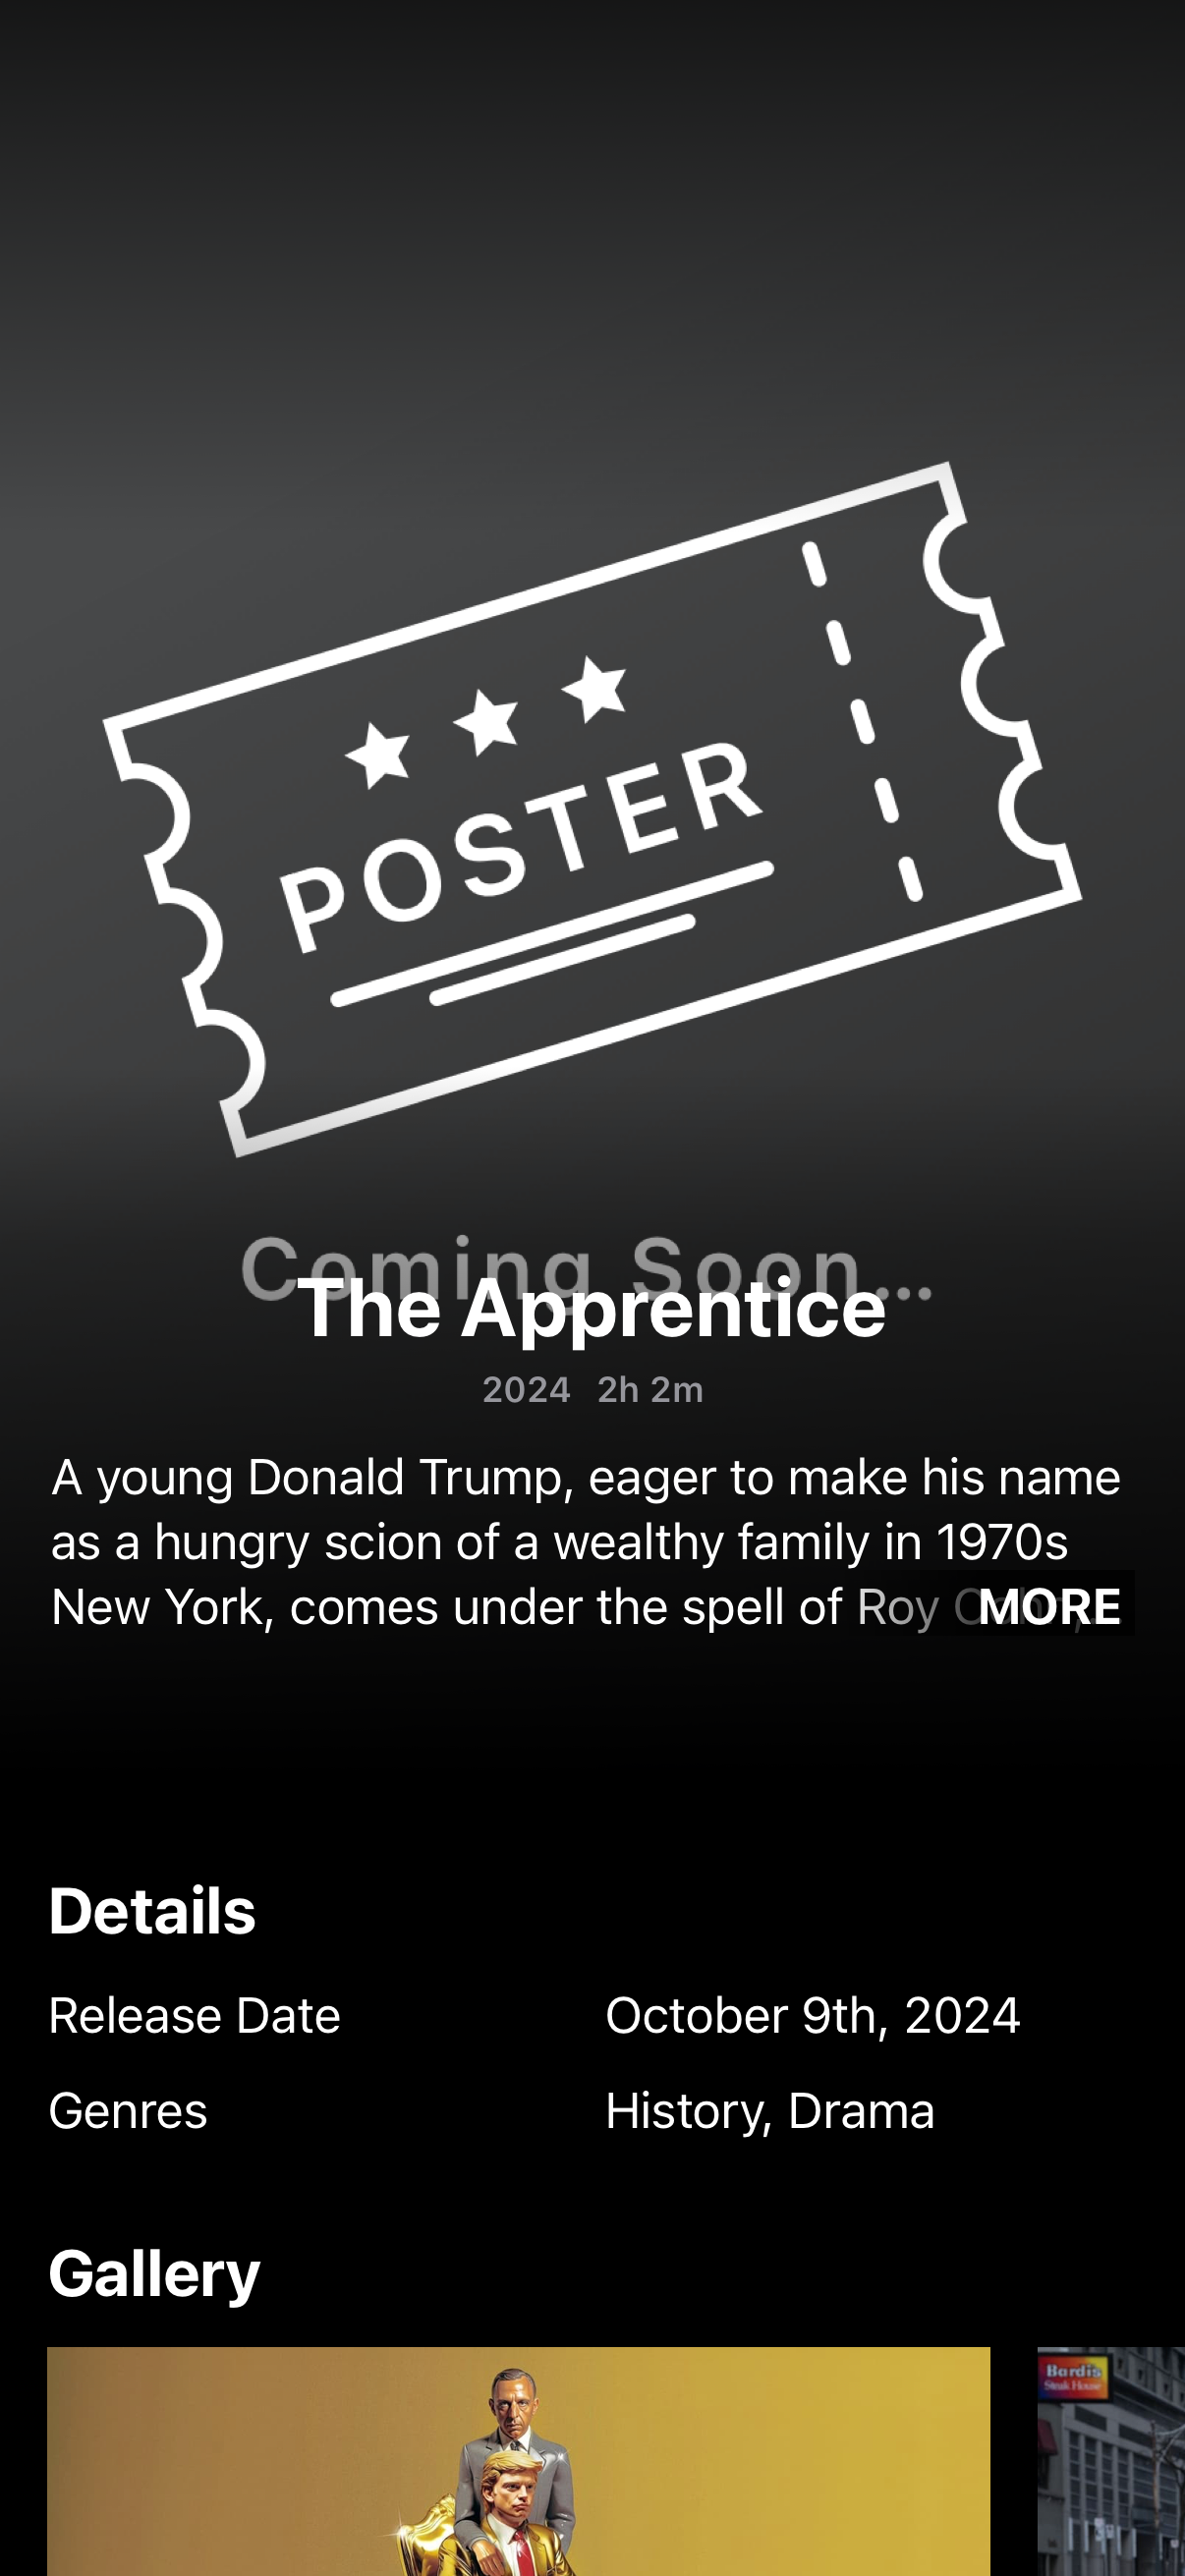 POSTER
Coming Soon...
The Apprentice
2024 2h 2m
A young Donald Trump, eager to make his name
as a hungry scion of a wealthy family in 1970s
New York, comes under the spell of Roy MORE
Details
Release Date October 9th, 2024
Genres History, Drama
Gallery
Bardis
Steak House